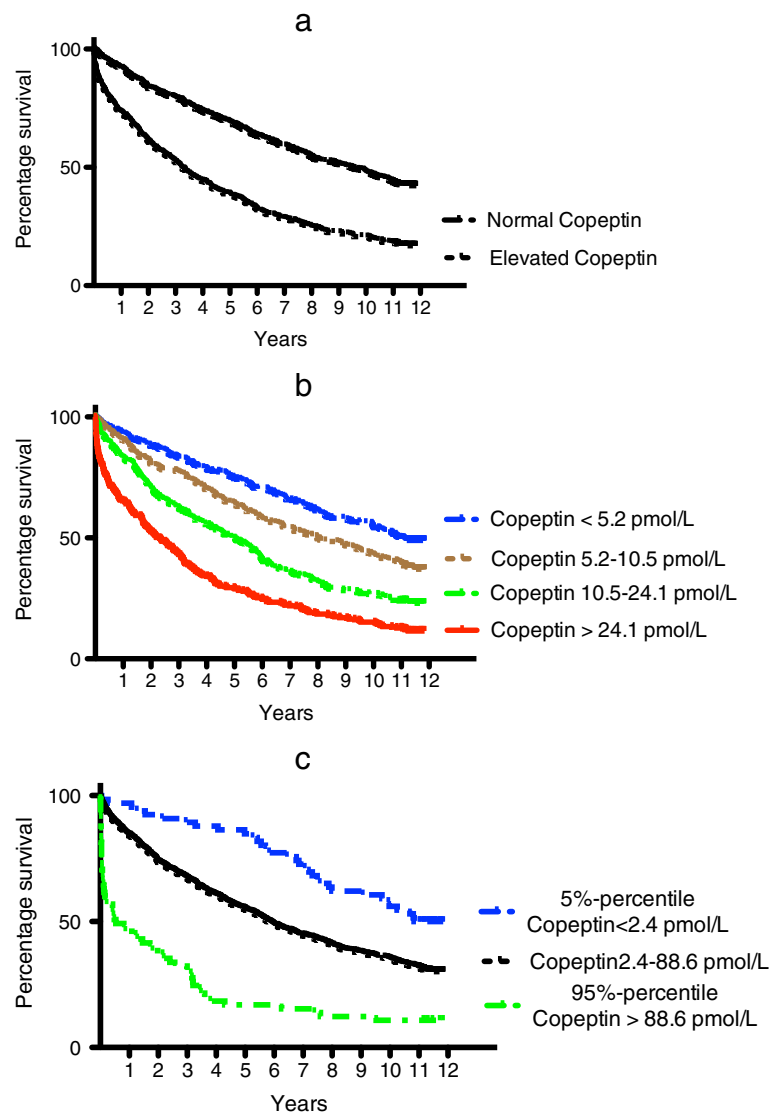 a
Percentage survival
100
50
0
1 2 3 4 5 6 7 8 9 10 11 12
Years
Normal Copeptin
Elevated Copeptin
b
Percentage survival
100
50
0
1 2 3 4 5 6 7 8 9 10 11 12
Years
Copeptin < 5.2 pmol/L
Copeptin 5.2-10.5 pmol/L
Copeptin 10.5-24.1 pmol/L
Copeptin > 24.1 pmol/L
c
Percentage survival
100
50
0
1 2 3 4 5 6 7 8 9 10 11 12
Years
5%-percentile
Copeptin<2.4 pmol/L
Copeptin2.4-88.6 pmol/L
95%-percentile
Copeptin > 88.6 pmol/L